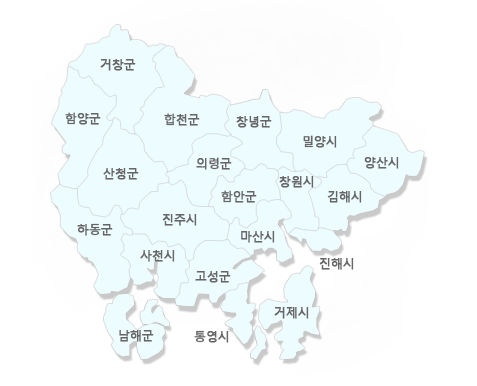 거창군
함양군
합천군
창녕군
밀양시
양산시
의령군
산청군
창원시
함안군
김해시
진주시
하동군
마산시
사천시
진해시
고성군
거제시
남해군
통영시